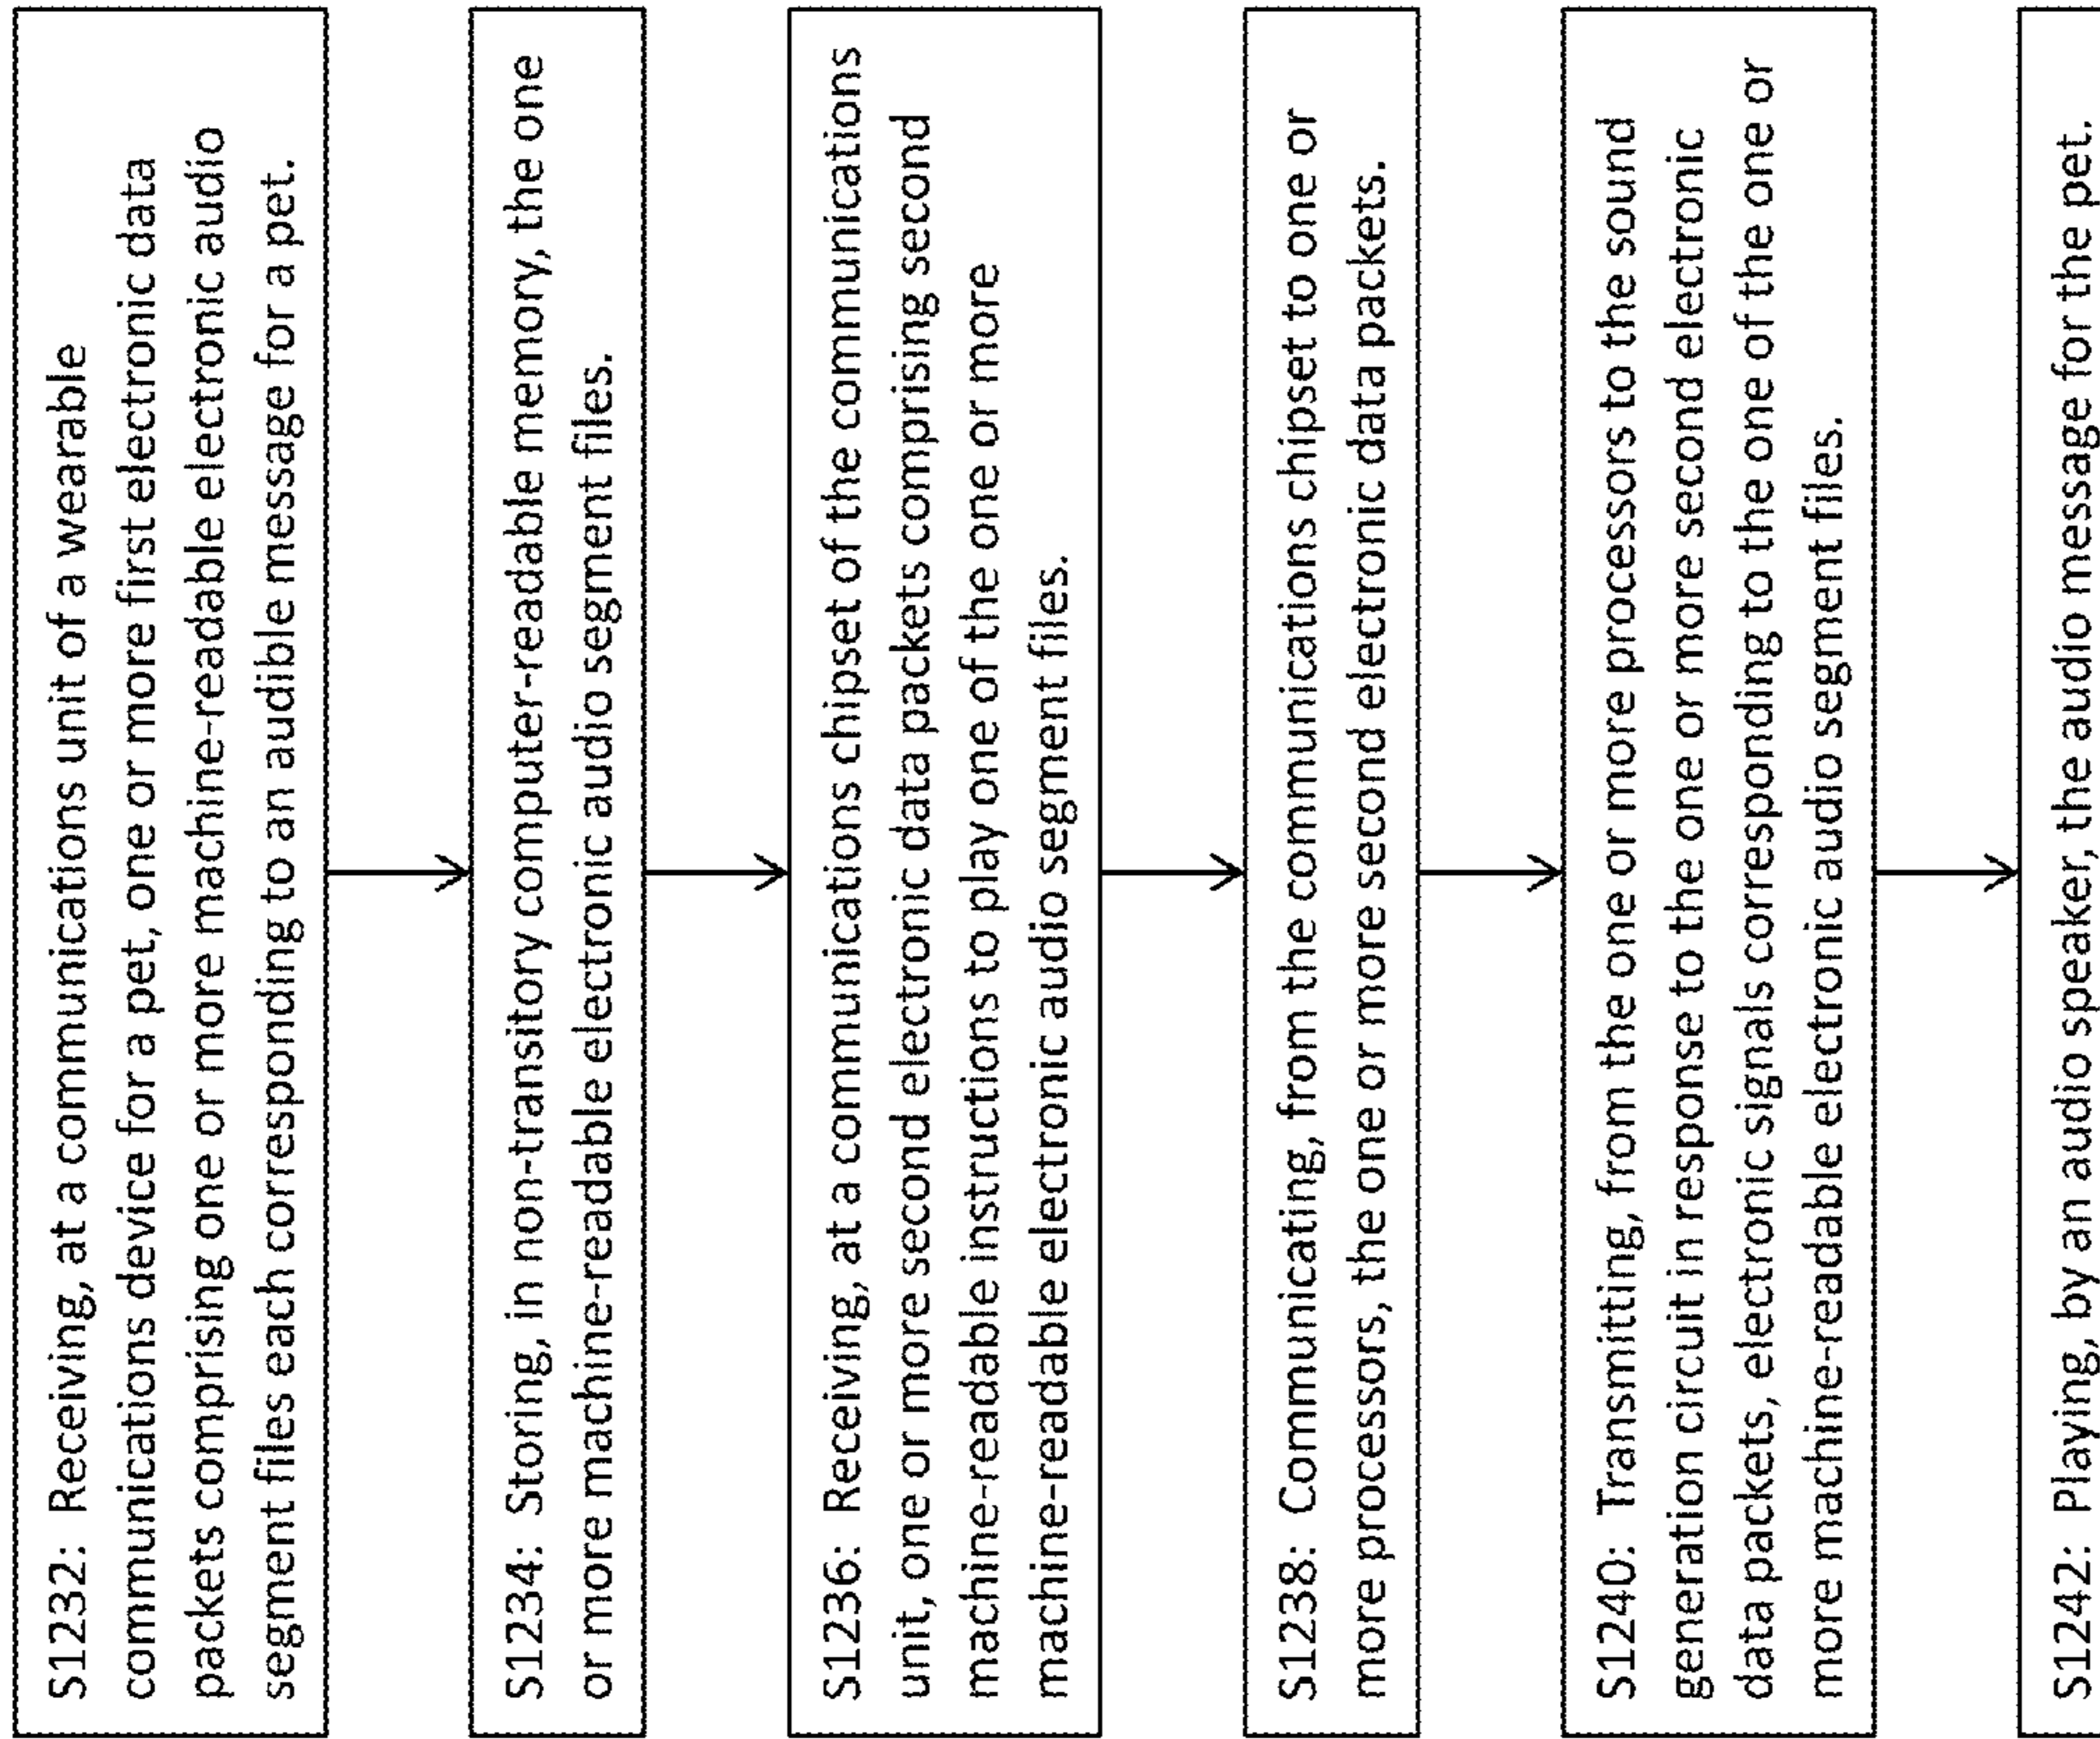 S1232: Receiving, at a communications unit of a wearable
communications device for a pet, one or more first electronic data
packets comprising one or more machine-readable electronic audio
segment files each corresponding to an audible message for a pet.
S1234: Storing, in non-transitory computer-readable memory, the one
or more machine-readable electronic audio segment files.
S1236: Receiving, at a communications chipset of the communications
unit, one or more second electronic data packets comprising second
machine-readable instructions to play one of the one or more
machine-readable electronic audio segment files.
S1238: Communicating, from the communications chipset to one or
more processors, the one or more second electronic data packets.
S1240: Transmitting, from the one or more processors to the sound
generation circuit in response to the one or more second electronic
data packets, electronic signals corresponding to the one of the one or
more machine-readable electronic audio segment files.
S1242: Playing, by an audio speaker, the audio message for the pet.